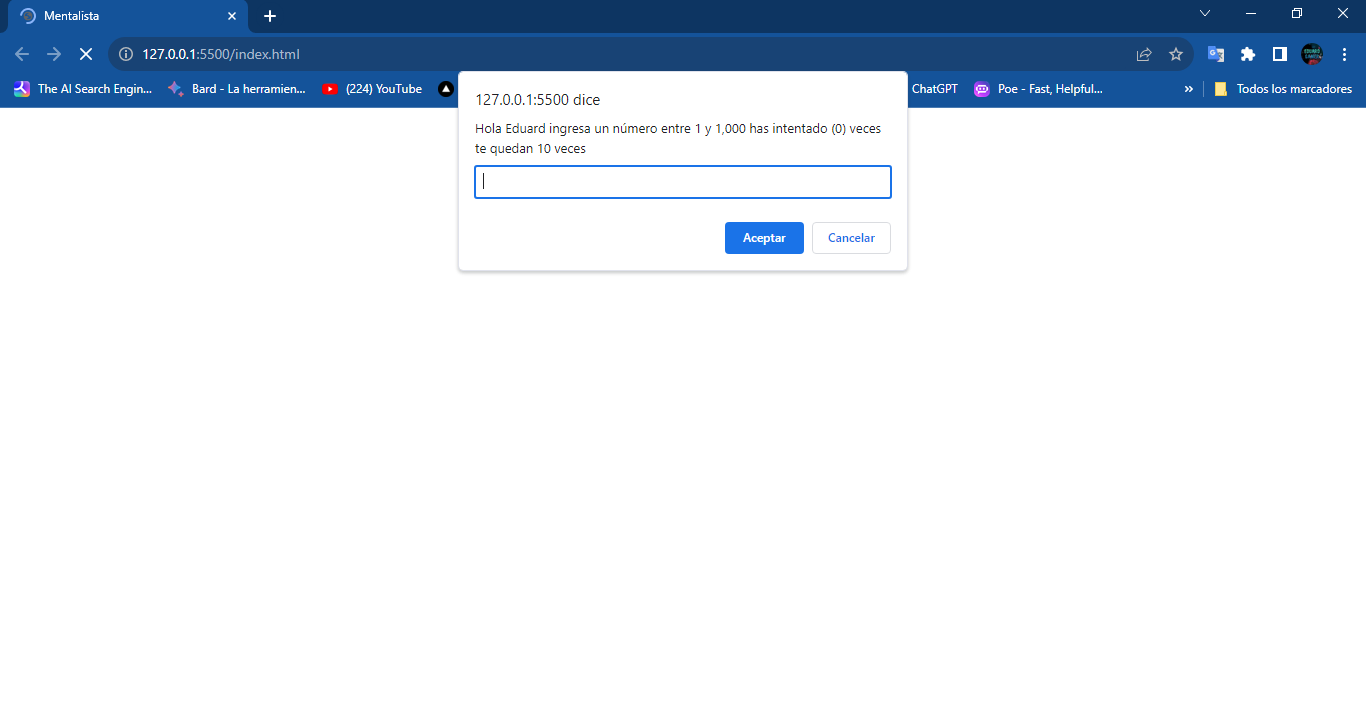 Mentalista
127.0.0.1:5500/index.html
The AI Search Engin...
Bard - La herramien...
(224) YouTube
ChatGPT
Poe - Fast, Helpful...
»
Todos los marcadores
127.0.0.1:5500 dice
Hola Eduard ingresa un número entre 1 y 1,000 has intentado (0) veces
te quedan 10 veces
Aceptar
Cancelar